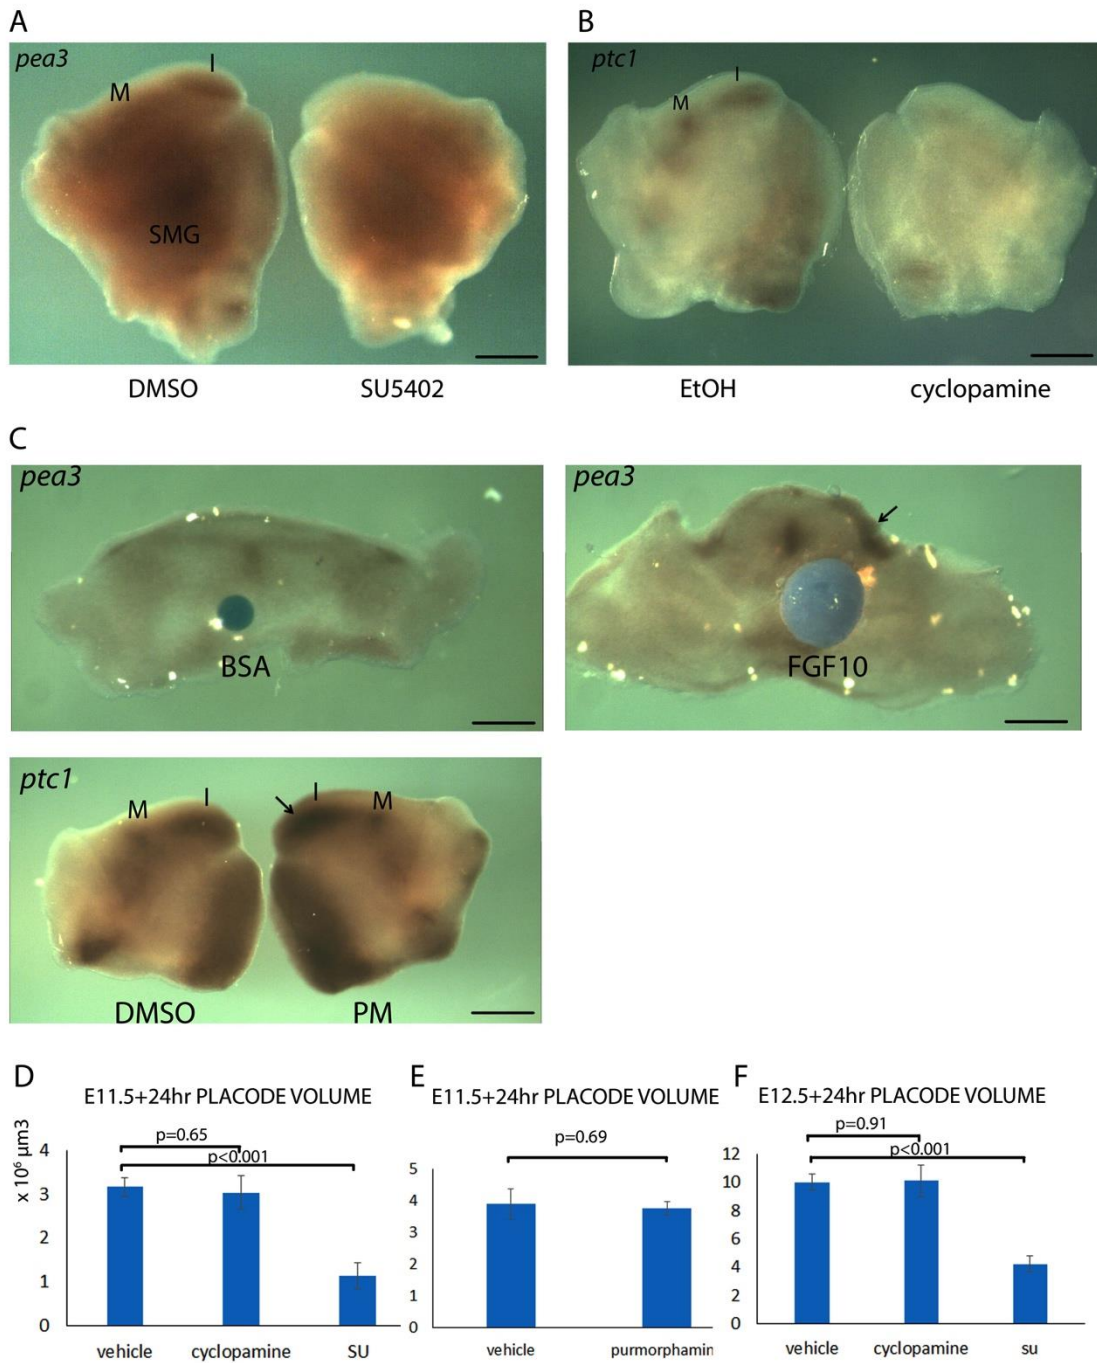 A
B
pea3
I
M
SMG
ptc1
I
M
DMSO
SU5402
EtOH
cyclopamine
C
pea3
BSA
pea3
FGF10
ptc1
M
I
I
M
DMSO
PM
D
E11.5+24hr PLACODE VOLUME
x 10⁶ µm3
p=0.65
p<0.001
4
3
2
1
0
vehicle
cyclopamine
SU
E
E11.5+24hr PLACODE VOLUME
p=0.69
5
4
3
2
1
0
vehicle
purmorphamin
F
E12.5+24hr PLACODE VOLUME
p=0.91
p<0.001
12
10
8
6
4
2
0
vehicle
cyclopamine
su